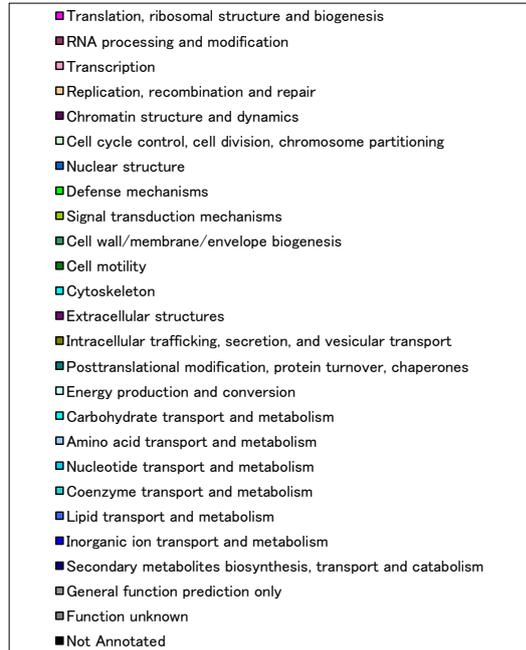 Translation, ribosomal structure and biogenesis
RNA processing and modification
Transcription
Replication, recombination and repair
Chromatin structure and dynamics
Cell cycle control, cell division, chromosome partitioning
Nuclear structure
Defense mechanisms
Signal transduction mechanisms
Cell wall/membrane/envelope biogenesis
Cell motility
Cytoskeleton
Extracellular structures
Intracellular trafficking, secretion, and vesicular transport
Posttranslational modification, protein turnover, chaperones
Energy production and conversion
Carbohydrate transport and metabolism
Amino acid transport and metabolism
Nucleotide transport and metabolism
Coenzyme transport and metabolism
Lipid transport and metabolism
Inorganic ion transport and metabolism
Secondary metabolites biosynthesis, transport and catabolism
General function prediction only
Function unknown
Not Annotated